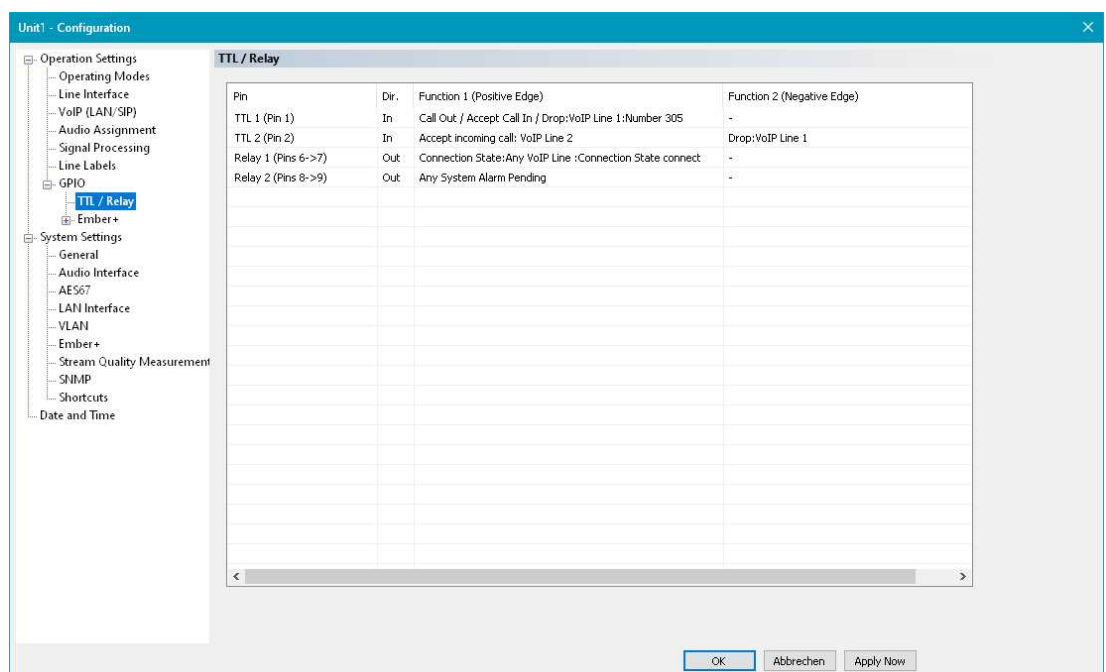 Unit1 - Configuration
Operation Settings
Operating Modes
Line Interface
VoIP (LAN/SIP)
Audio Assignment
Signal Processing
Line Labels
GPIO
TTL / Relay
Ember+
System Settings
General
Audio Interface
AES67
LAN Interface
VLAN
Ember+
Stream Quality Measurement
SNMP
Shortcuts
Date and Time
TTL / Relay
Pin Dir. Function 1 (Positive Edge) Function 2 (Negative Edge)
TTL 1 (Pin 1) In Call Out / Accept Call In / Drop:VoIP Line 1:Number 305 -
TTL 2 (Pin 2) In Accept incoming call: VoIP Line 2 Drop:VoIP Line 1
Relay 1 (Pins 6->7) Out Connection State:Any VoIP Line :Connection State connect -
Relay 2 (Pins 8->9) Out Any System Alarm Pending -
OK Abbrechen Apply Now